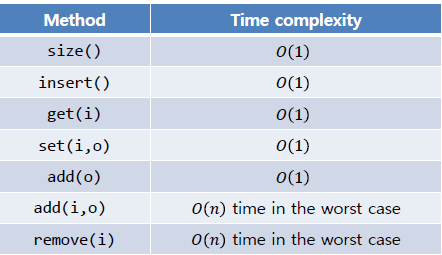 Method Time complexity
size() O(1)
insert() O(1)
get(i) O(1)
set(i,o) O(1)
add(o) O(1)
add(i,o) O(n) time in the worst case
remove(i) O(n) time in the worst case